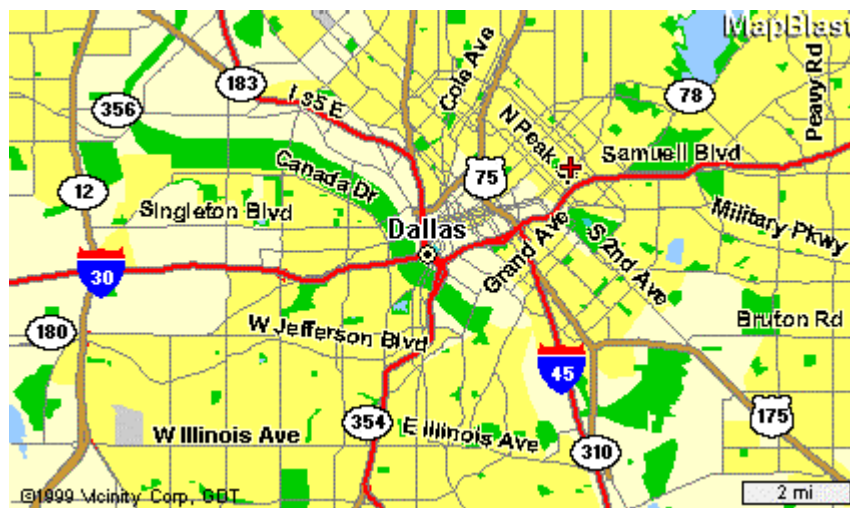 MapBlast
183
I 35 E
Cole Ave
78
Peavy Rd
356
N Peak St
Samuell Blvd
Canada Dr
75
12
Singleton Blvd
Military Pkwy
Dallas
Grand Ave
S 2nd Ave
30
180
W Jefferson Blvd
Bruton Rd
45
175
354
W Illinois Ave
E Illinois Ave
310
©1999 Vicinity Corp, GDT
2 mi